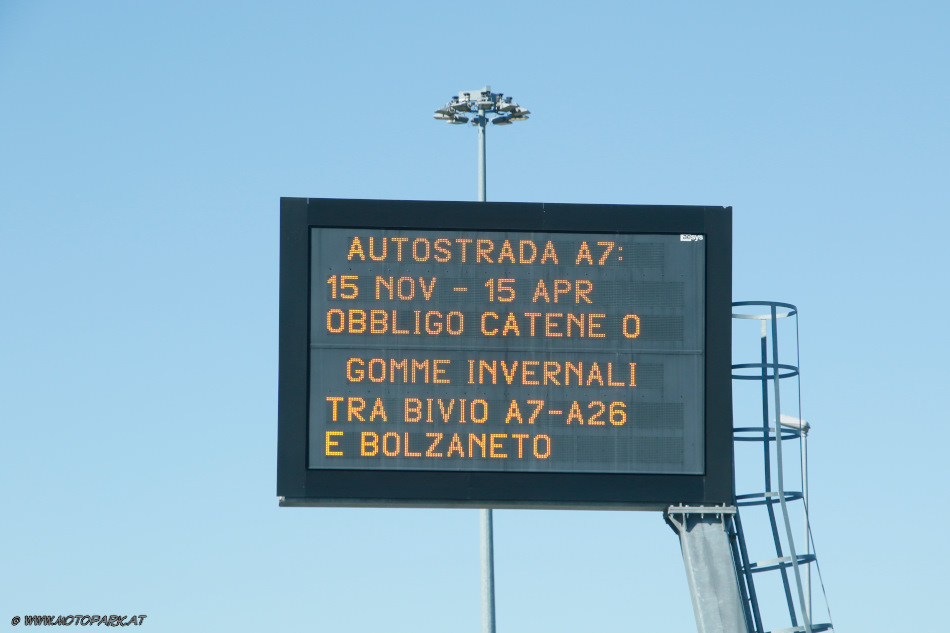 AUTOSTRADA A7:
15 NOV - 15 APR
OBBLIGO CATENE O
GOMME INVERNALI
TRA BIVIO A7-A26
E BOLZANETO
© WWW.MOTOPARK.AT